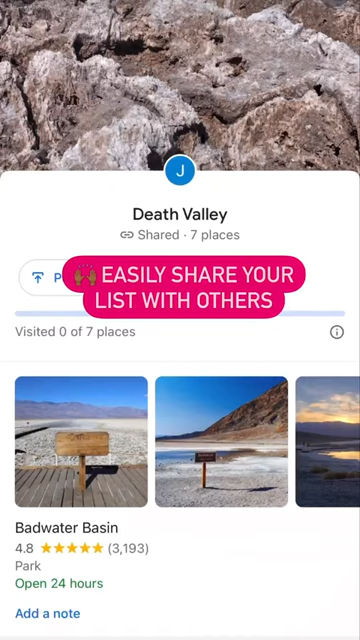 J
Death Valley
Shared · 7 places
🙌🏾 EASILY SHARE YOUR
LIST WITH OTHERS
Visited 0 of 7 places
Badwater Basin
4.8 ★★★★★ (3,193)
Park
Open 24 hours
Add a note